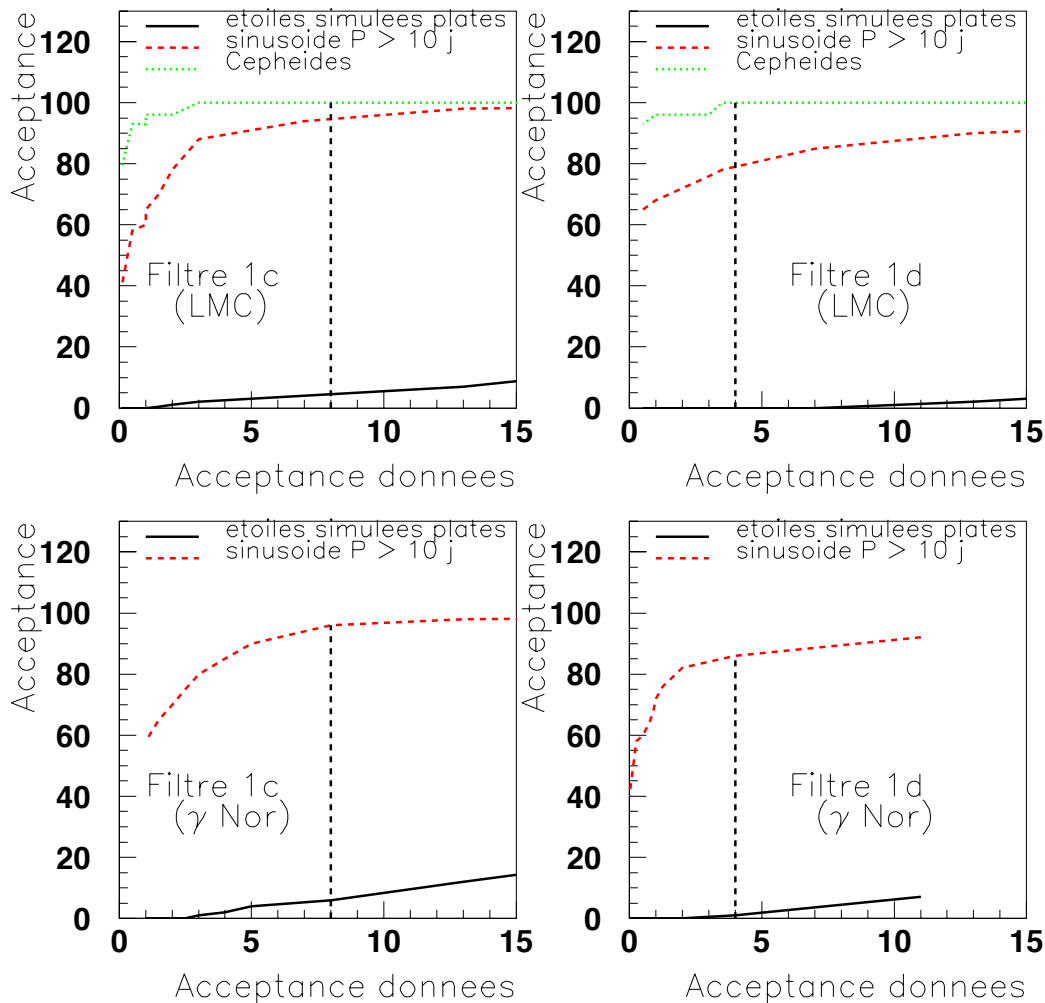 etoiles simulees plates
sinusoide P > 10 j
Cepheides
Acceptance
120
100
80
60
40
20
0
Filtre 1c
(LMC)
0 5 10 15
Acceptance donnees
etoiles simulees plates
sinusoide P > 10 j
Cepheides
Acceptance
120
100
80
60
40
20
0
Filtre 1d
(LMC)
0 5 10 15
Acceptance donnees
etoiles simulees plates
sinusoide P > 10 j
Acceptance
120
100
80
60
40
20
0
Filtre 1c
(γ Nor)
0 5 10 15
Acceptance donnees
etoiles simulees plates
sinusoide P > 10 j
Acceptance
120
100
80
60
40
20
0
Filtre 1d
(γ Nor)
0 5 10 15
Acceptance donnees